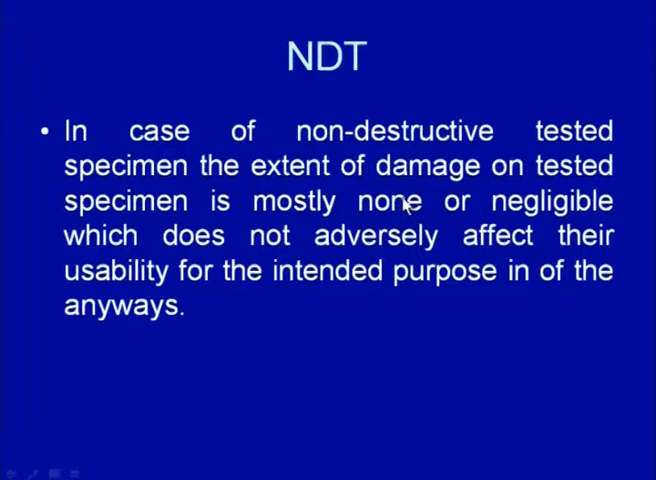 NDT
• In case of non-destructive tested
specimen the extent of damage on tested
specimen is mostly none or negligible
which does not adversely affect their
usability for the intended purpose in of the
anyways.